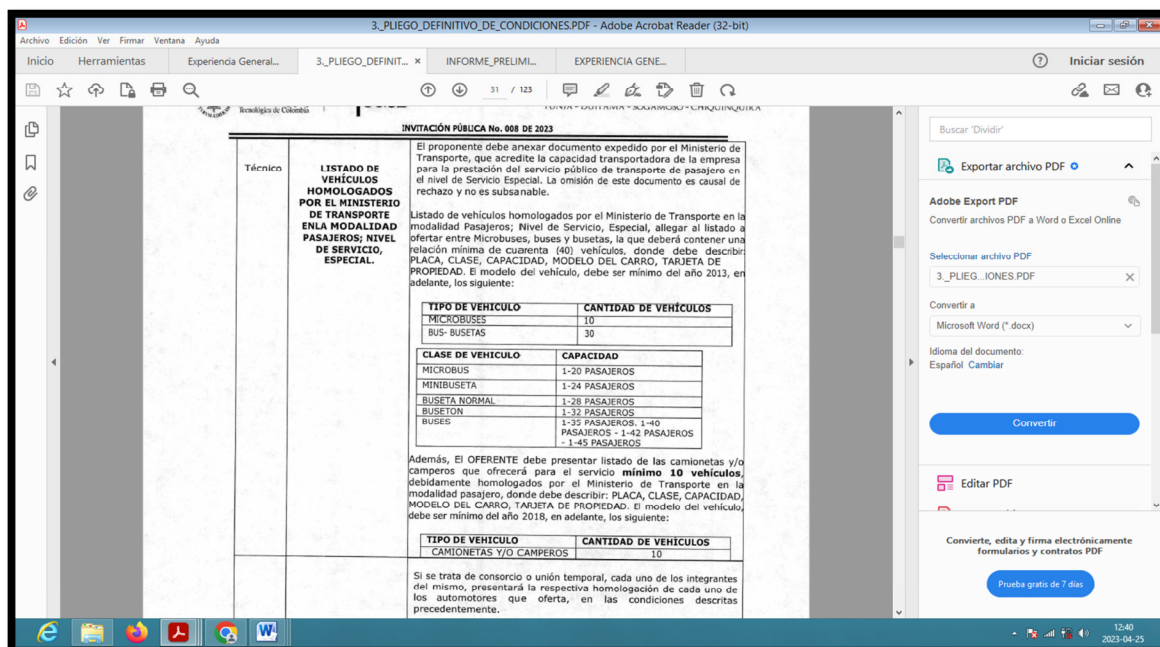 3._PLIEGO_DEFINITIVO_DE_CONDICIONES.PDF - Adobe Acrobat Reader (32-bit)
Archivo Edición Ver Firmar Ventana Ayuda
Inicio Herramientas Experiencia General... 3._PLIEGO_DEFINIT... × INFORME_PRELIMI... EXPERIENCIA GENE... Iniciar sesión
31 / 123
Tecnológica de Colombia
TUNJA - DUITAMA - SOGAMOSO - CHIQUINQUIRÁ
INVITACIÓN PÚBLICA No. 008 DE 2023
Técnico
LISTADO DE
VEHÍCULOS
HOMOLOGADOS
POR EL MINISTERIO
DE TRANSPORTE
ENLA MODALIDAD
PASAJEROS; NIVEL
DE SERVICIO,
ESPECIAL.
El proponente debe anexar documento expedido por el Ministerio de
Transporte, que acredite la capacidad transportadora de la empresa
para la prestación del servicio público de transporte de pasajero en
el nivel de Servicio Especial. La omisión de este documento es causal de
rechazo y no es subsanable.
Listado de vehículos homologados por el Ministerio de Transporte en la
modalidad Pasajeros; Nivel de Servicio, Especial, allegar al listado a
ofertar entre Microbuses, buses y busetas, la que deberá contener una
relación mínima de cuarenta (40) vehículos, donde debe describir:
PLACA, CLASE, CAPACIDAD, MODELO DEL CARRO, TARJETA DE
PROPIEDAD. El modelo del vehículo, debe ser mínimo del año 2013, en
adelante, los siguiente:
TIPO DE VEHICULO CANTIDAD DE VEHÍCULOS
MICROBUSES 10
BUS- BUSETAS 30
CLASE DE VEHICULO CAPACIDAD
MICROBUS 1-20 PASAJEROS
MINIBUSETA 1-24 PASAJEROS
BUSETA NORMAL 1-28 PASAJEROS
BUSETON 1-32 PASAJEROS
BUSES 1-35 PASAJEROS. 1-40
PASAJEROS - 1-42 PASAJEROS
- 1-45 PASAJEROS
Además, El OFERENTE debe presentar listado de las camionetas y/o
camperos que ofrecerá para el servicio mínimo 10 vehículos,
debidamente homologados por el Ministerio de Transporte en la
modalidad pasajero, donde debe describir: PLACA, CLASE, CAPACIDAD,
MODELO DEL CARRO, TARJETA DE PROPIEDAD. El modelo del vehículo,
debe ser mínimo del año 2018, en adelante, los siguiente:
TIPO DE VEHICULO CANTIDAD DE VEHÍCULOS
CAMIONETAS Y/O CAMPEROS 10
Si se trata de consorcio o unión temporal, cada uno de los integrantes
del mismo, presentará la respectiva homologación de cada uno de
los automotores que oferta, en las condiciones descritas
precedentemente.
Buscar 'Dividir'
Exportar archivo PDF
Adobe Export PDF
Convertir archivos PDF a Word o Excel Online
Seleccionar archivo PDF
3._PLIEG...IONES.PDF
Convertir a
Microsoft Word (*.docx)
Idioma del documento:
Español Cambiar
Convertir
Editar PDF
Convierte, edita y firma electrónicamente
formularios y contratos PDF
Prueba gratis de 7 días
12:40
2023-04-25